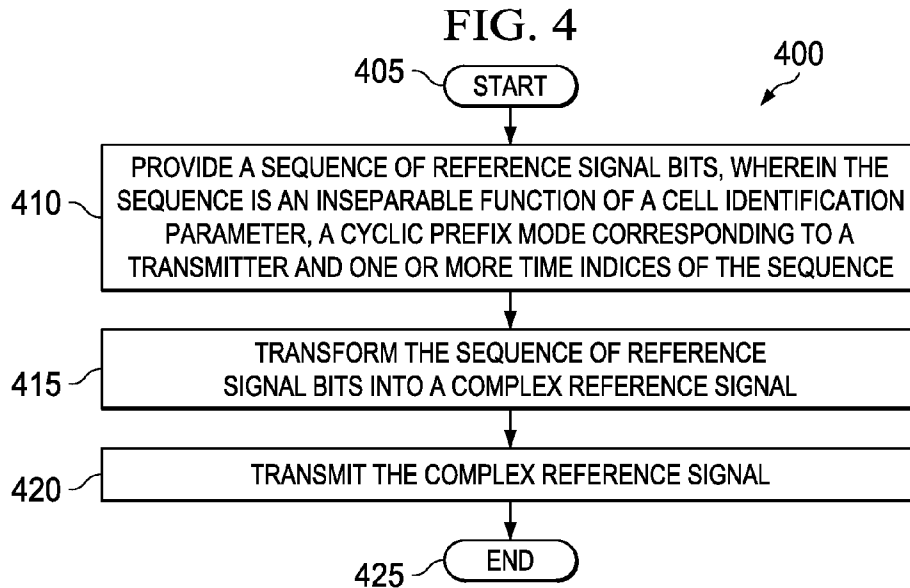 FIG. 4
405
START
400
410
PROVIDE A SEQUENCE OF REFERENCE SIGNAL BITS, WHEREIN THE
SEQUENCE IS AN INSEPARABLE FUNCTION OF A CELL IDENTIFICATION
PARAMETER, A CYCLIC PREFIX MODE CORRESPONDING TO A
TRANSMITTER AND ONE OR MORE TIME INDICES OF THE SEQUENCE
415
TRANSFORM THE SEQUENCE OF REFERENCE
SIGNAL BITS INTO A COMPLEX REFERENCE SIGNAL
420
TRANSMIT THE COMPLEX REFERENCE SIGNAL
425
END